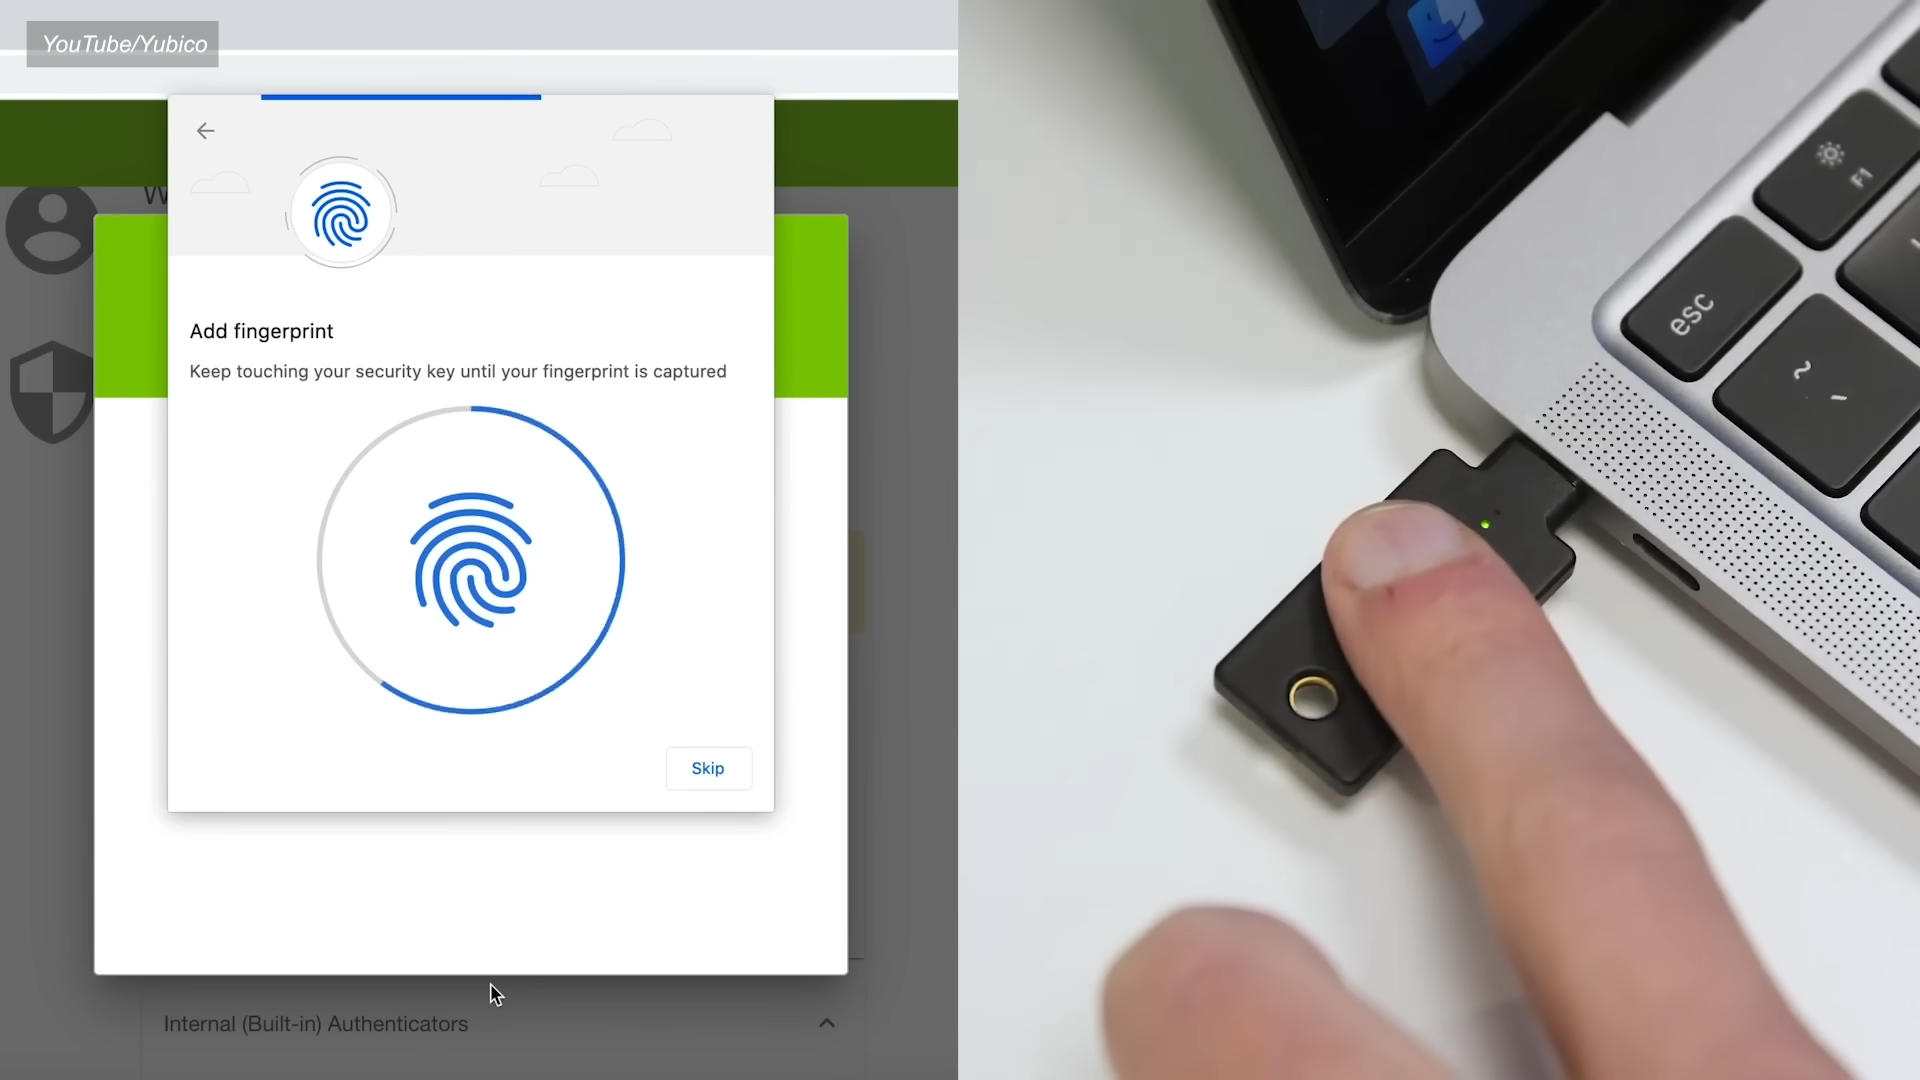 YouTube/Yubico
W
Add fingerprint
Keep touching your security key until your fingerprint is captured
Skip
Internal (Built-in) Authenticators
F1
esc
~